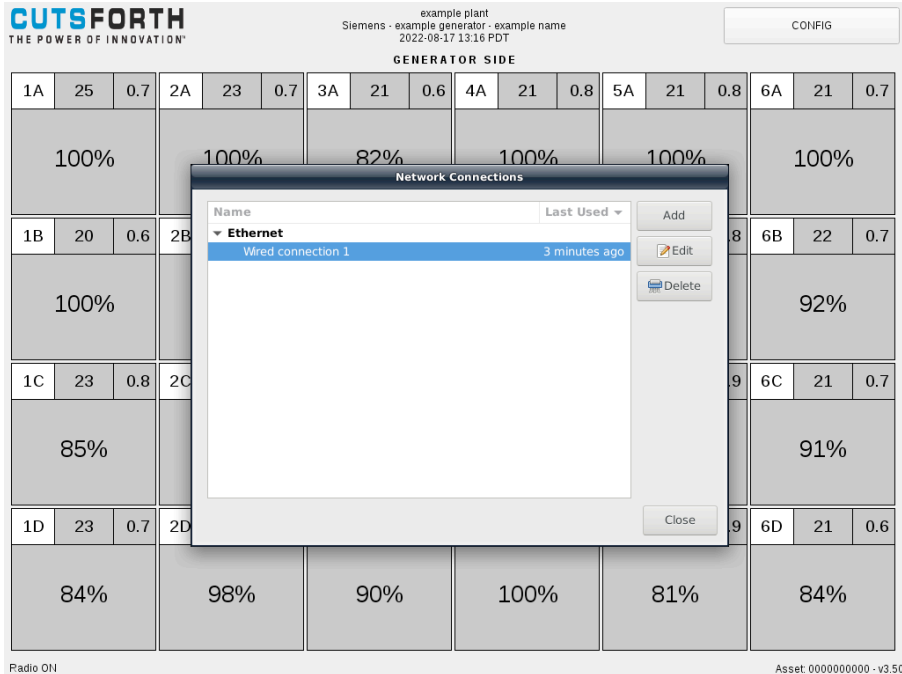 CUTSFORTH
THE POWER OF INNOVATION"
example plant
Siemens - example generator - example name
2022-08-17 13:16 PDT
CONFIG
GENERATOR SIDE
1A 25 0.7 2A 23 0.7 3A 21 0.6 4A 21 0.8 5A 21 0.8 6A 21 0.7
100% 100% 82% 100% 100% 100%
Network Connections
Name Last Used
Add
Ethernet
Wired connection 1 3 minutes ago
Edit
Delete
Close
1B 20 0.6 2B .8 6B 22 0.7
100% 92%
1C 23 0.8 2C .9 6C 21 0.7
85% 91%
1D 23 0.7 2D .9 6D 21 0.6
84% 98% 90% 100% 81% 84%
Radio ON
Asset: 0000000000 - v3.50